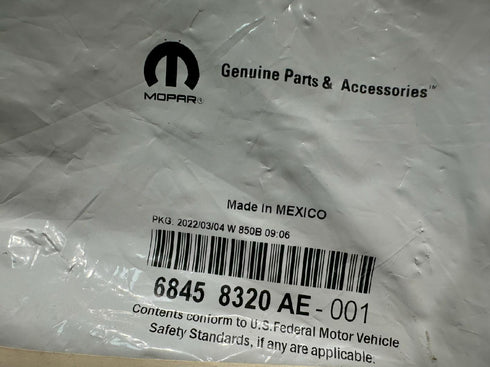 MOPAR®
Genuine Parts & Accessories™
Made In MEXICO
PKG. 2022/03/04 W 850B 09:06
6845 8320 AE - 001
Contents conform to U.S. Federal Motor Vehicle
Safety Standards, if any are applicable.